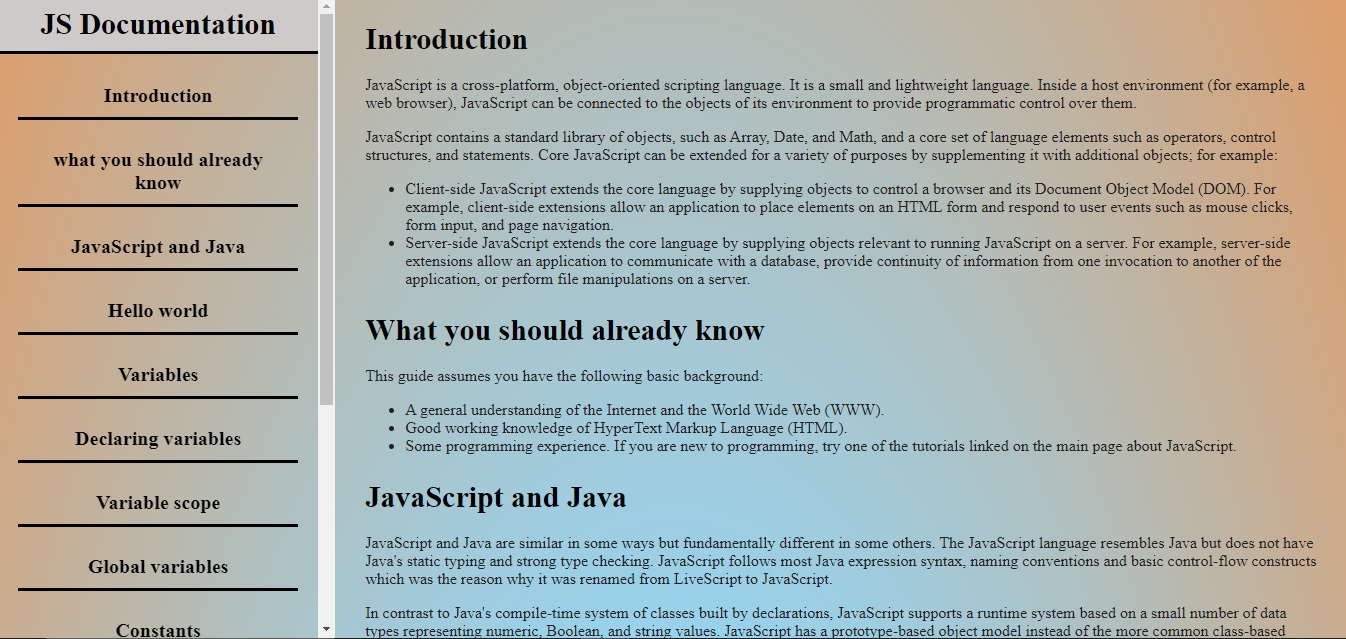 JS Documentation
Introduction
what you should already
know
JavaScript and Java
Hello world
Variables
Declaring variables
Variable scope
Global variables
Constants
Introduction
JavaScript is a cross-platform, object-oriented scripting language. It is a small and lightweight language. Inside a host environment (for example, a
web browser), JavaScript can be connected to the objects of its environment to provide programmatic control over them.
JavaScript contains a standard library of objects, such as Array, Date, and Math, and a core set of language elements such as operators, control
structures, and statements. Core JavaScript can be extended for a variety of purposes by supplementing it with additional objects; for example:
• Client-side JavaScript extends the core language by supplying objects to control a browser and its Document Object Model (DOM). For
example, client-side extensions allow an application to place elements on an HTML form and respond to user events such as mouse clicks,
form input, and page navigation.
• Server-side JavaScript extends the core language by supplying objects relevant to running JavaScript on a server. For example, server-side
extensions allow an application to communicate with a database, provide continuity of information from one invocation to another of the
application, or perform file manipulations on a server.
What you should already know
This guide assumes you have the following basic background:
• A general understanding of the Internet and the World Wide Web (WWW).
• Good working knowledge of HyperText Markup Language (HTML).
• Some programming experience. If you are new to programming, try one of the tutorials linked on the main page about JavaScript.
JavaScript and Java
JavaScript and Java are similar in some ways but fundamentally different in some others. The JavaScript language resembles Java but does not have
Java's static typing and strong type checking. JavaScript follows most Java expression syntax, naming conventions and basic control-flow constructs
which was the reason why it was renamed from LiveScript to JavaScript.
In contrast to Java's compile-time system of classes built by declarations, JavaScript supports a runtime system based on a small number of data
types representing numeric, Boolean, and string values. JavaScript has a prototype-based object model instead of the more common class-based